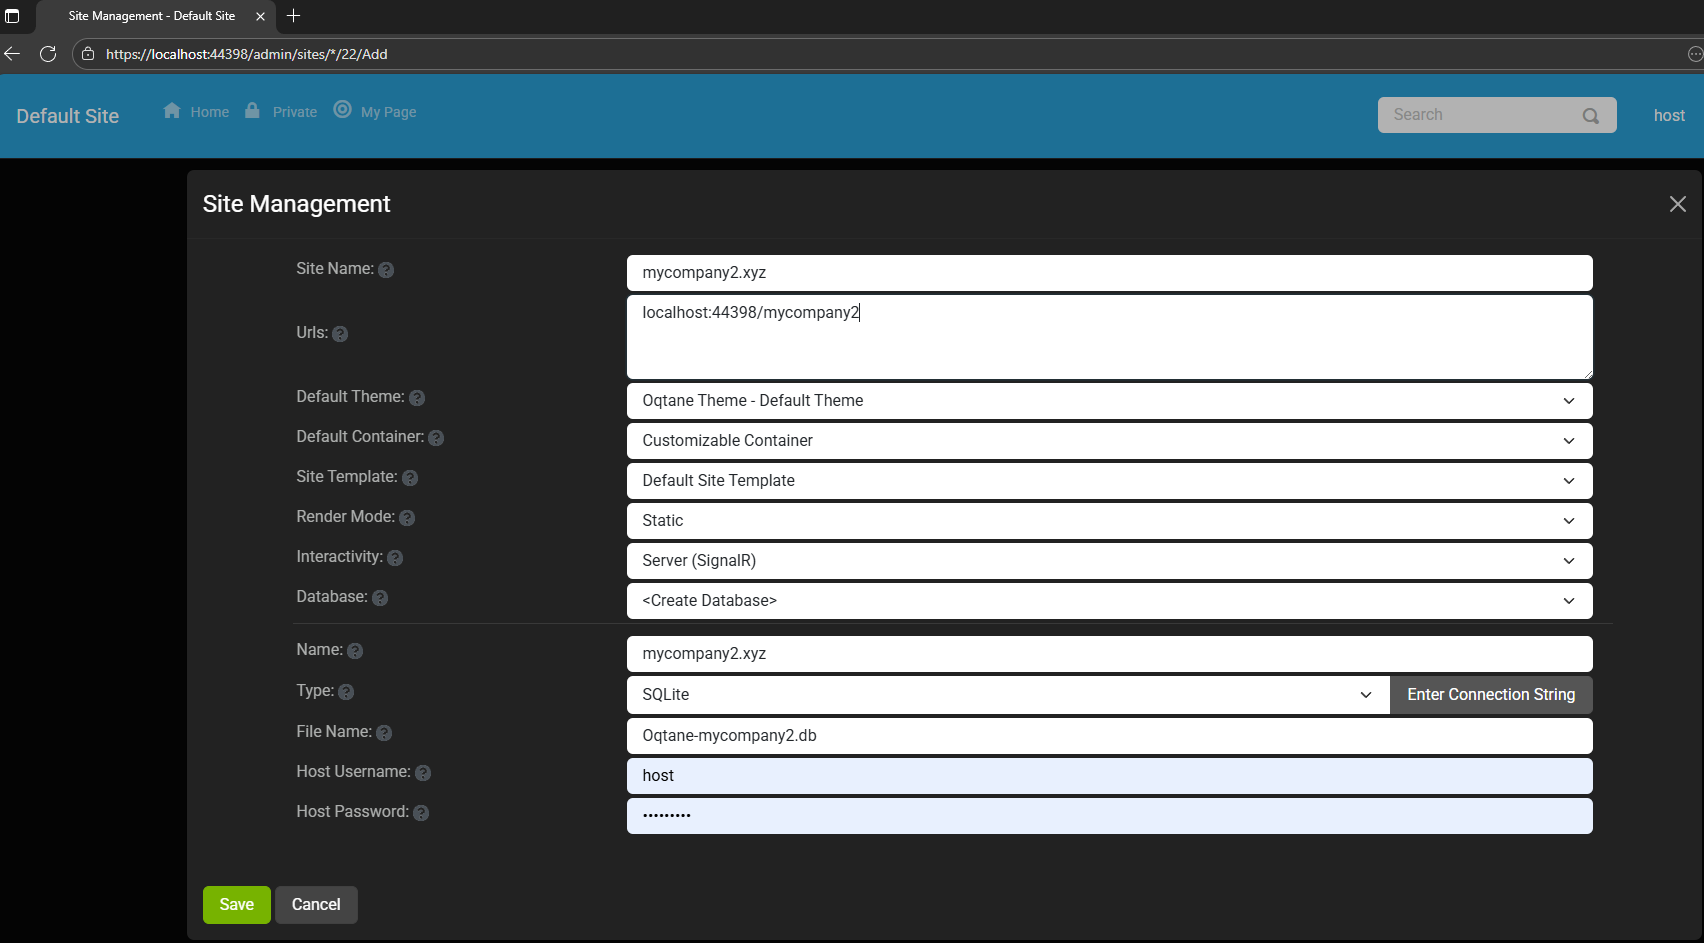 Site Management - Default Site
https://localhost:44398/admin/sites/*/22/Add
Default Site
Home
Private
My Page
Search
host
Site Management
Site Name: ?
mycompany2.xyz
Urls: ?
localhost:44398/mycompany2
Default Theme: ?
Oqtane Theme - Default Theme
Default Container: ?
Customizable Container
Site Template: ?
Default Site Template
Render Mode: ?
Static
Interactivity: ?
Server (SignalR)
Database: ?
<Create Database>
Name: ?
mycompany2.xyz
Type: ?
SQLite
Enter Connection String
File Name: ?
Oqtane-mycompany2.db
Host Username: ?
host
Host Password: ?
•••••••••
Save
Cancel